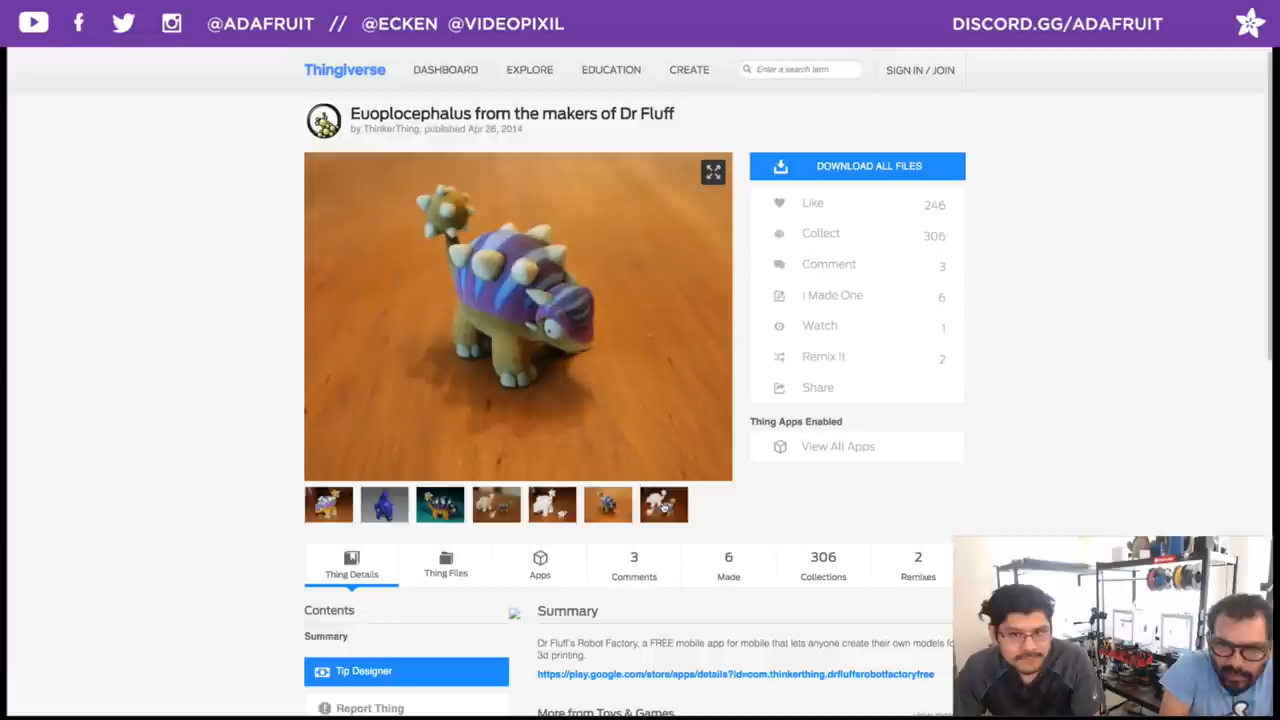 @ADAFRUIT // @ECKEN @VIDEOPIXIL
DISCORD.GG/ADAFRUIT
Thingiverse DASHBOARD EXPLORE EDUCATION CREATE Enter a search term SIGN IN / JOIN
Euoplocephalus from the makers of Dr Fluff
by ThinkerThing, published Apr 26, 2014
DOWNLOAD ALL FILES
Like 246
Collect 306
Comment 3
I Made One 6
Watch 1
Remix It 2
Share
Thing Apps Enabled
View All Apps
Thing Details
Thing Files
Apps
3 Comments
6 Made
306 Collections
2 Remixes
Contents
Summary
Tip Designer
Report Thing
Summary
Dr Fluff's Robot Factory, a FREE mobile app for mobile that lets anyone create their own models fo
3d printing.
https://play.google.com/store/apps/details?id=com.thinkerthing.drfluffsrobotfactoryfree
More from Toys & Games